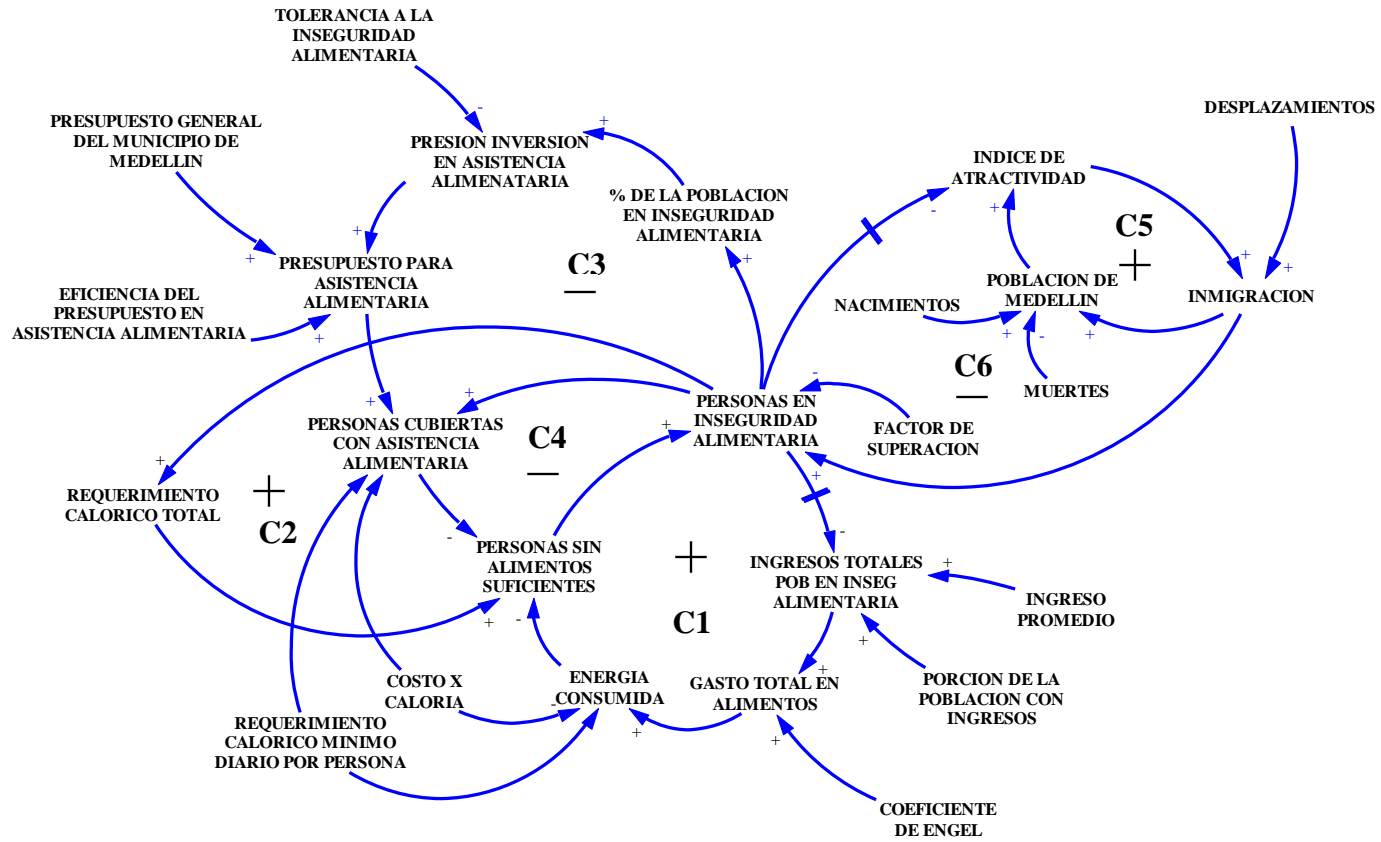 TOLERANCIA A LA
INSEGURIDAD
ALIMENTARIA
PRESUPUESTO GENERAL
DEL MUNICIPIO DE
MEDELLIN
-
PRESION INVERSION
EN ASISTENCIA
ALIMENATARIA
+
DESPLAZAMIENTOS
% DE LA POBLACION
EN INSEGURIDAD
ALIMENTARIA
INDICE DE
ATRACTIVIDAD
-
+
C5
+
+
+
+
+
PRESUPUESTO PARA
ASISTENCIA
ALIMENTARIA
C3
—
+
EFICIENCIA DEL
PRESUPUESTO EN
ASISTENCIA ALIMENTARIA
+
NACIMIENTOS
POBLACION DE
MEDELLIN
INMIGRACION
+
-
+
C6
—
MUERTES
+
PERSONAS CUBIERTAS
CON ASISTENCIA
ALIMENTARIA
+
C4
—
+
PERSONAS EN
INSEGURIDAD
ALIMENTARIA
-
FACTOR DE
SUPERACION
+
+
REQUERIMIENTO
CALORICO TOTAL
+
C2
-
PERSONAS SIN
ALIMENTOS
SUFICIENTES
+
-
+
C1
-
INGRESOS TOTALES
POB EN INSEG
ALIMENTARIA
+
INGRESO
PROMEDIO
+
PORCION DE LA
POBLACION CON
INGRESOS
+
COSTO X
CALORIA
-
ENERGIA
CONSUMIDA
+
GASTO TOTAL EN
ALIMENTOS
+
REQUERIMIENTO
CALORICO MINIMO
DIARIO POR PERSONA
COEFICIENTE
DE ENGEL